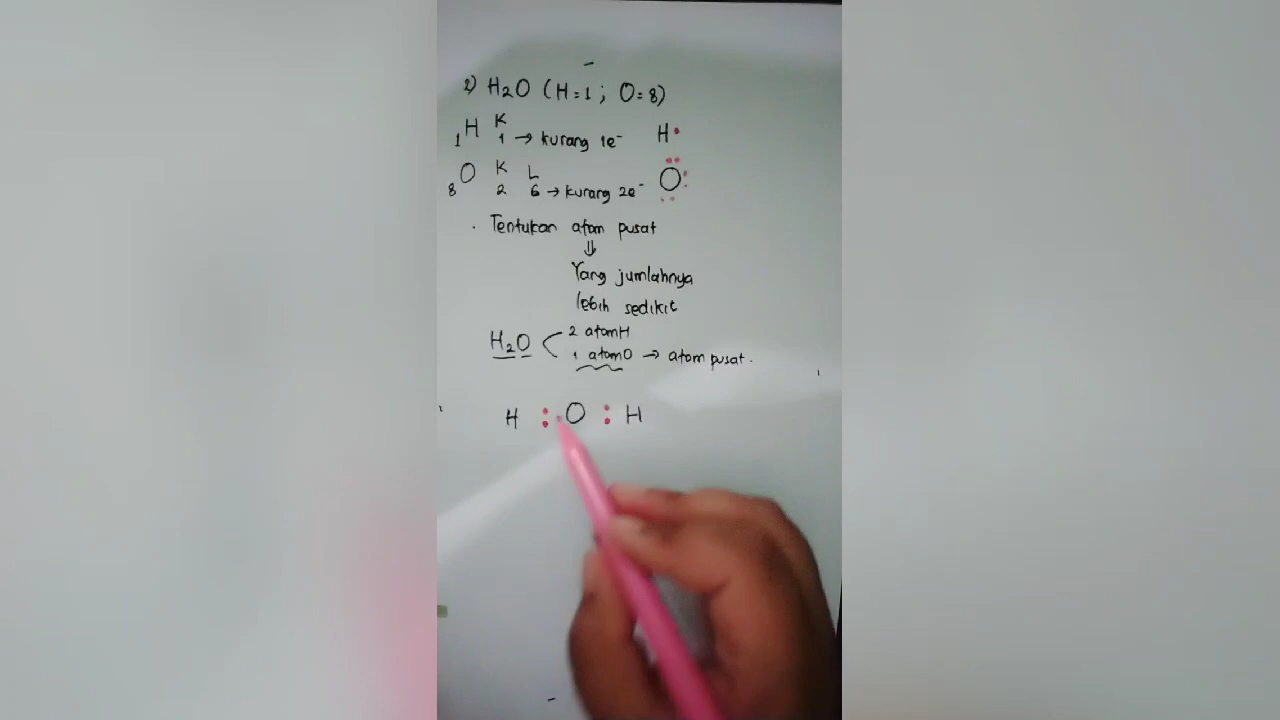 2) H₂O (H=1 ; O=8)
₁H K
1 → kurang 1e⁻ H•
₈O K L
2 6 → kurang 2e⁻ O
. Tentukan atom pusat
⇓
Yang jumlahnya
lebih sedikit
H₂O < 2 atom H
1 atom O → atom pusat.
H : O : H